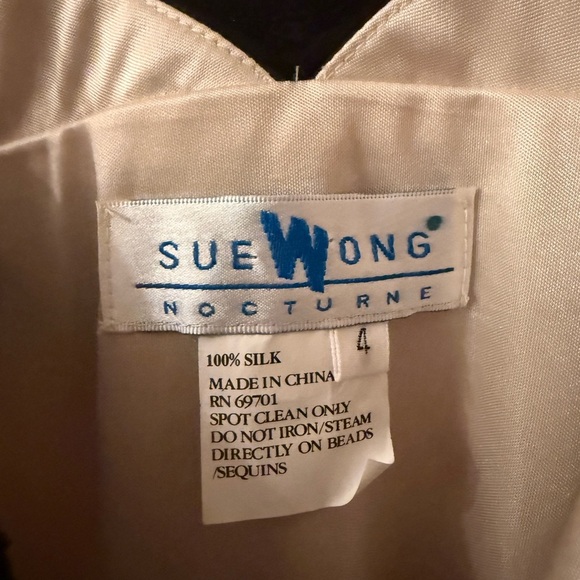 SUE WONG
NOCTURNE
4
100% SILK
MADE IN CHINA
RN 69701
SPOT CLEAN ONLY
DO NOT IRON/STEAM
DIRECTLY ON BEADS
/SEQUINS